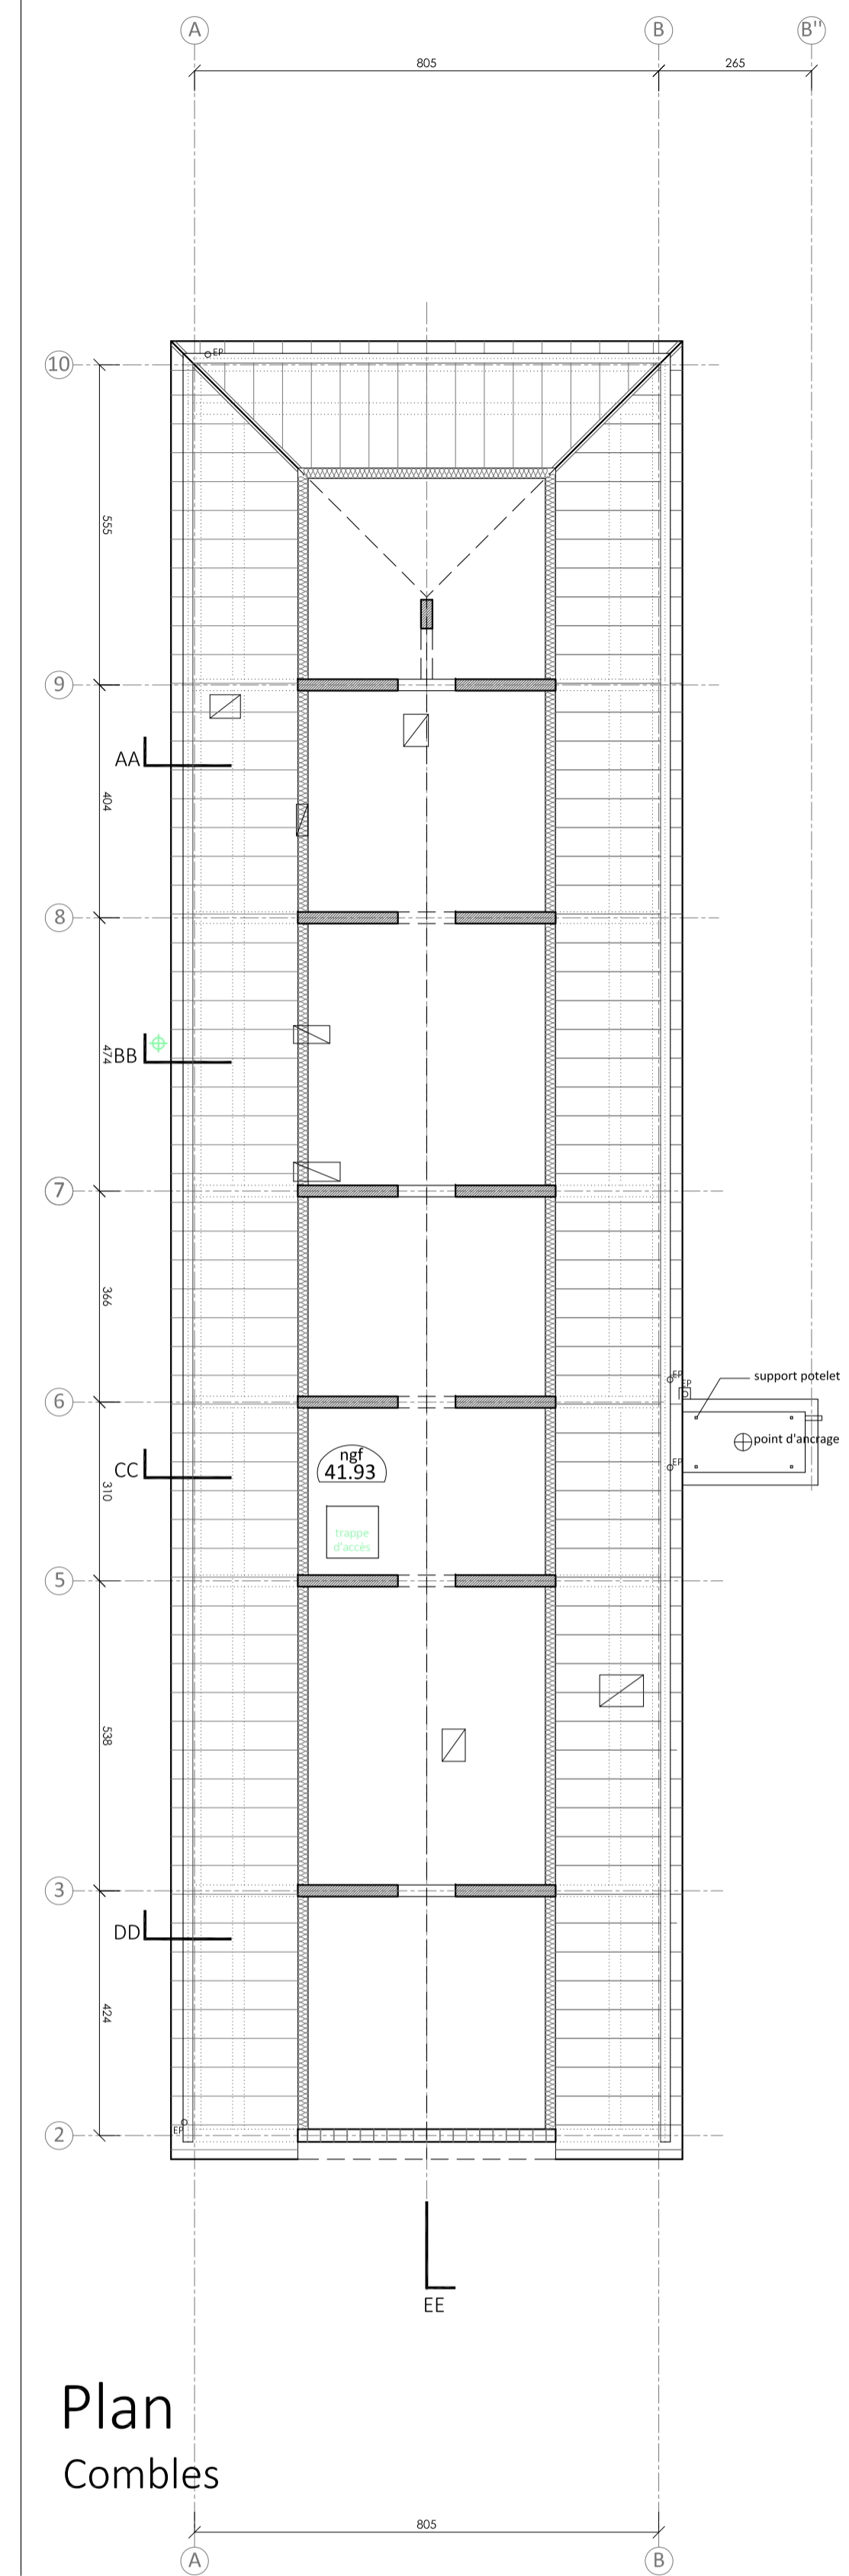 A
B
B"
805
265
EP
10
555
9
AA
404
8
BB
474
7
366
EP
EP
support potelet
6
point d'ancrage
ngf
41.93
CC
EP
310
trappe
d'accès
5
538
3
DD
424
EP
2
EE
Plan
Combles
805
A
B